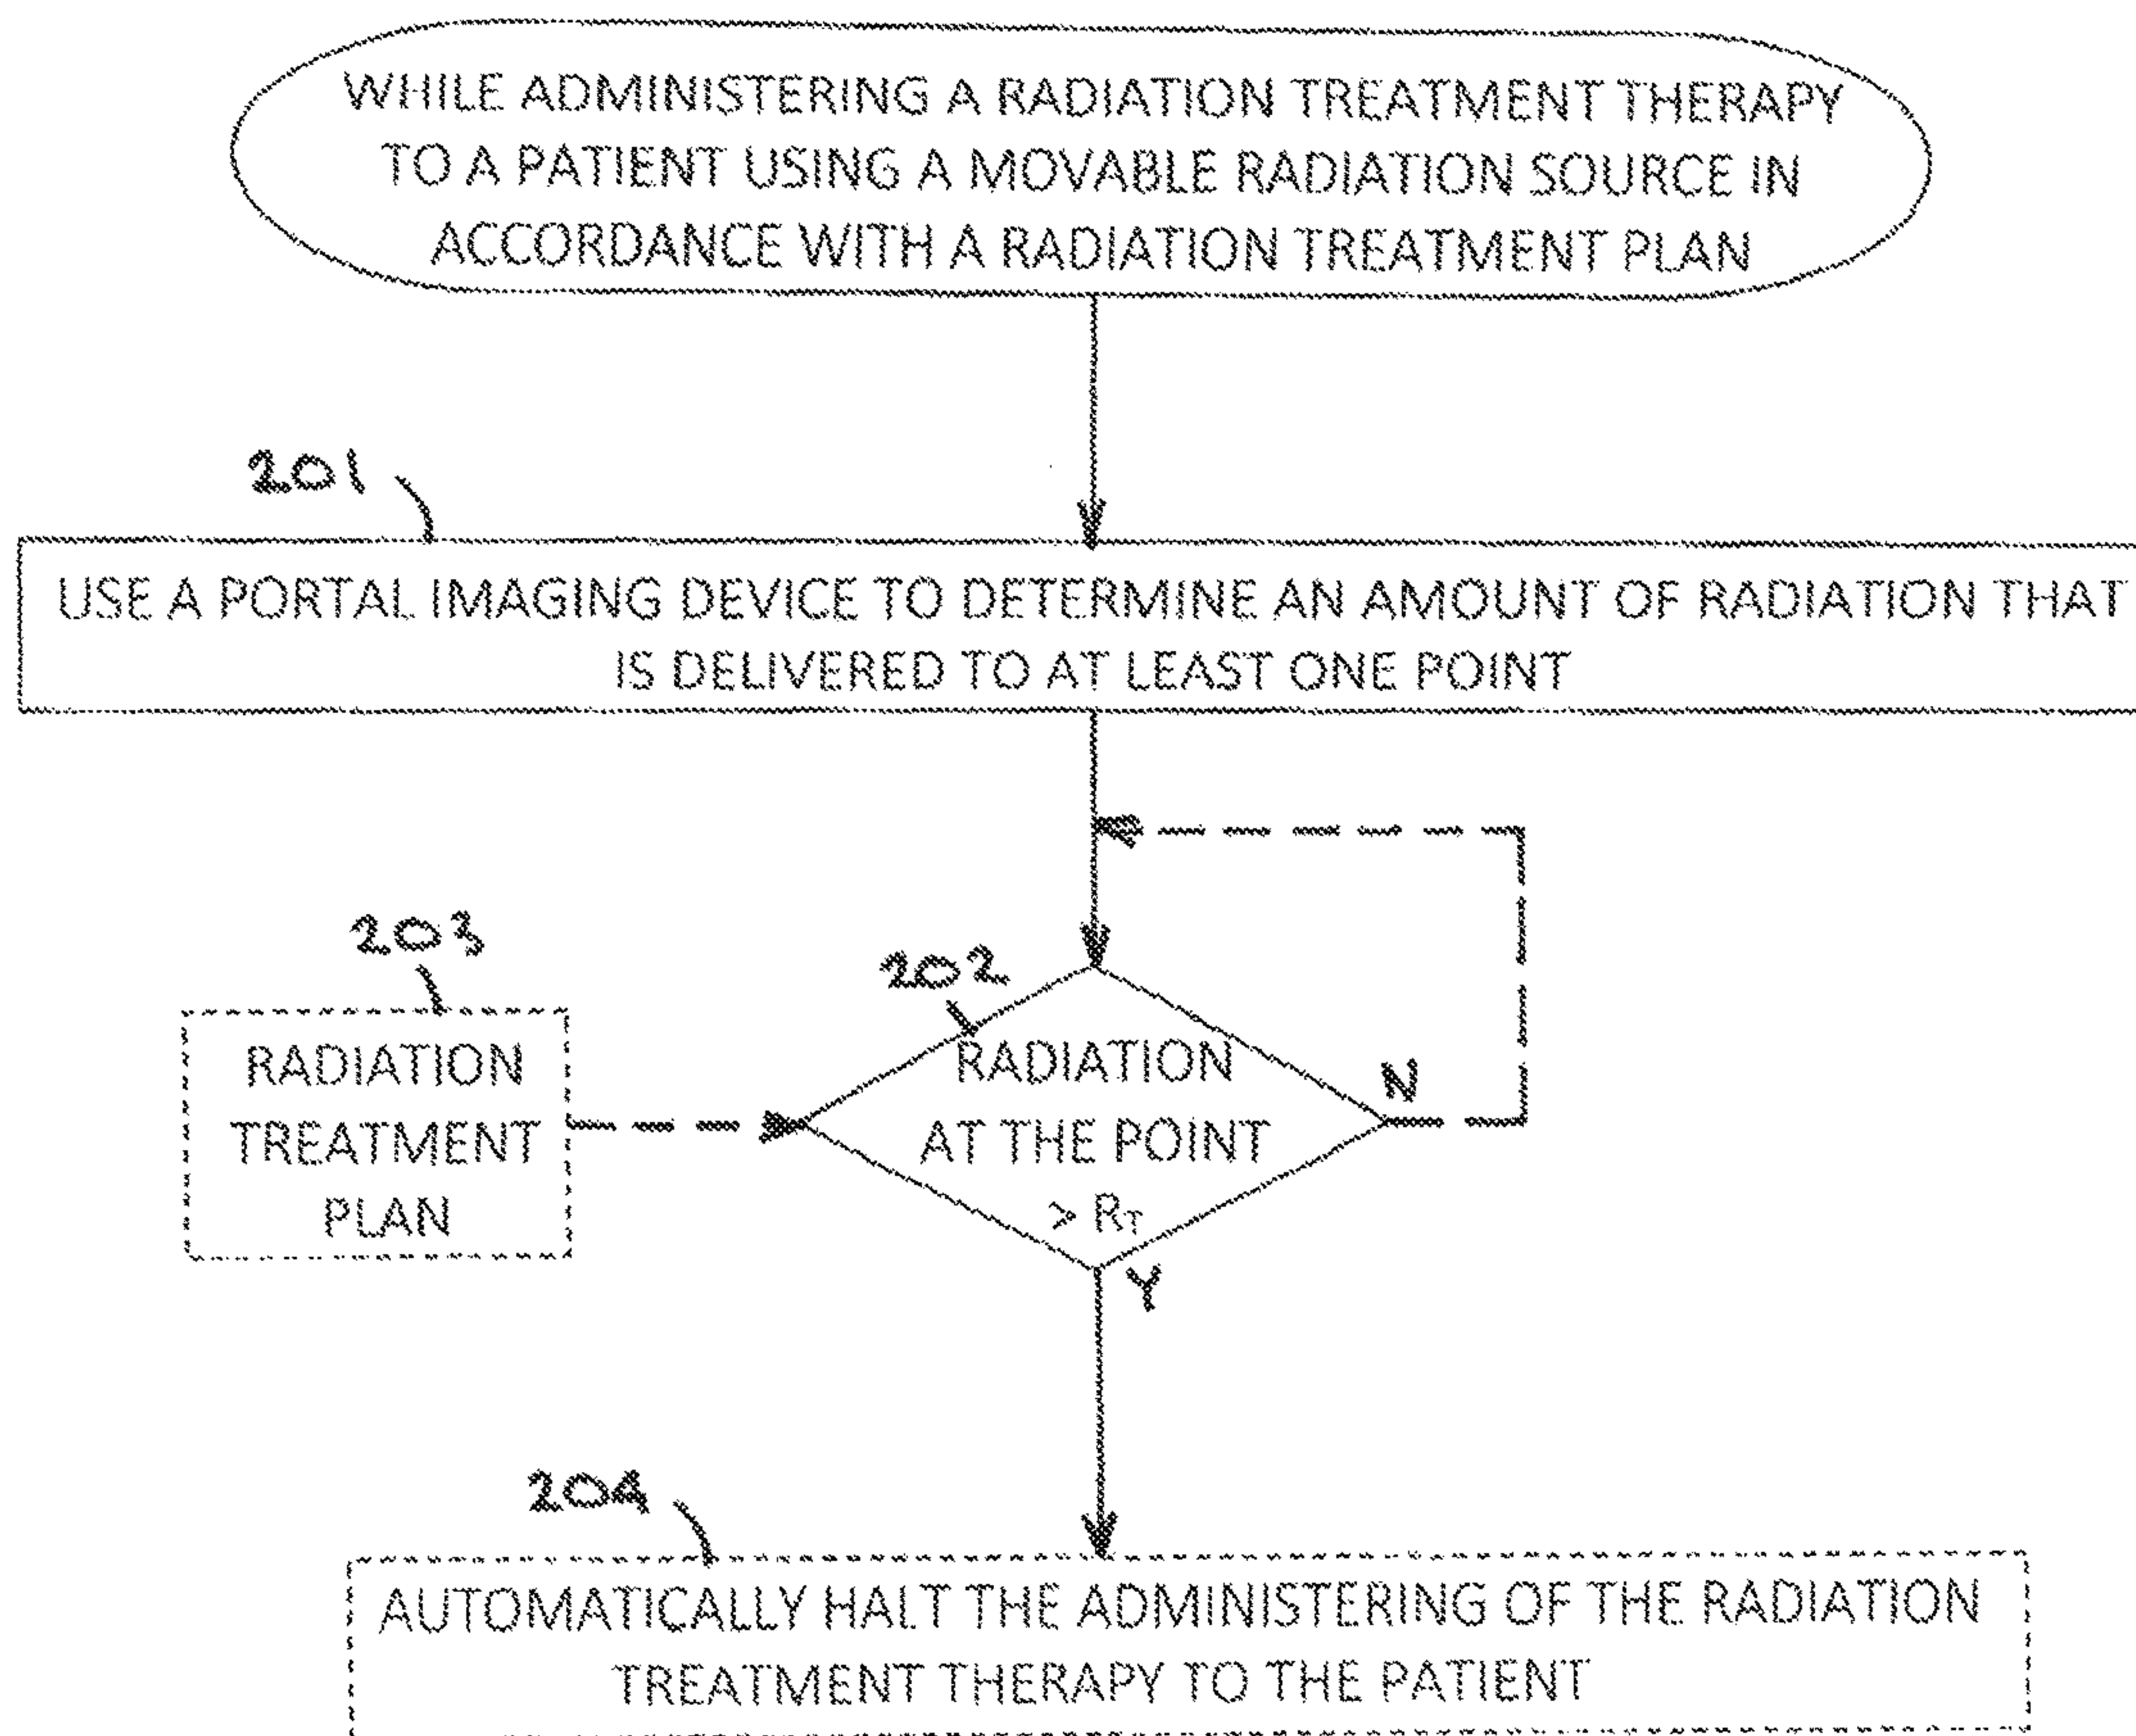 WHILE ADMINISTERING A RADIATION TREATMENT THERAPY
TO A PATIENT USING A MOVABLE RADIATION SOURCE IN
ACCORDANCE WITH A RADIATION TREATMENT PLAN
201
USE A PORTAL IMAGING DEVICE TO DETERMINE AN AMOUNT OF RADIATION THAT
IS DELIVERED TO AT LEAST ONE POINT
203
RADIATION
TREATMENT
PLAN
202
RADIATION
AT THE POINT
> RT
N
Y
204
AUTOMATICALLY HALT THE ADMINISTERING OF THE RADIATION
TREATMENT THERAPY TO THE PATIENT